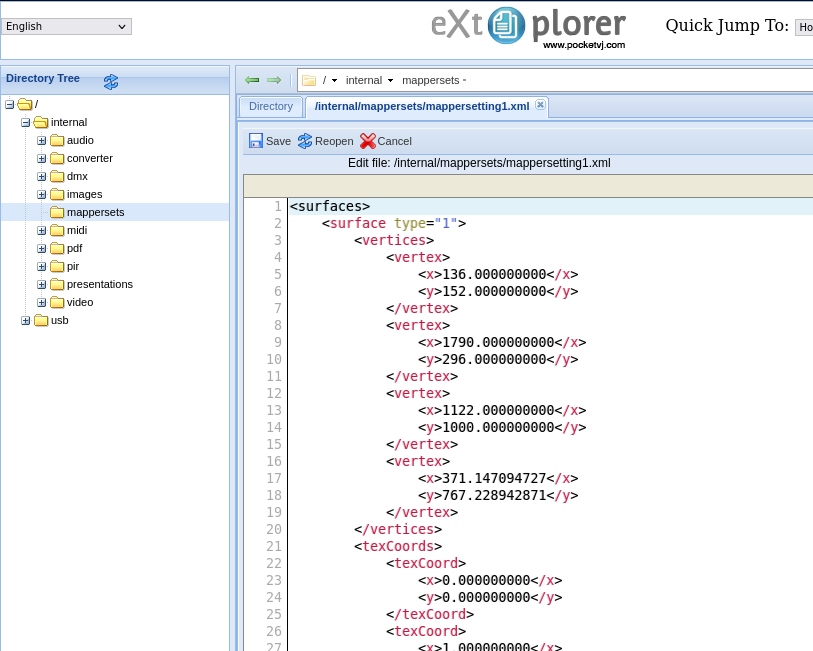 English
eXtplorer
www.pocketvj.com
Quick Jump To:
Ho
Directory Tree
/
internal
audio
converter
dmx
images
mappersets
midi
pdf
pir
presentations
video
usb
/ internal mappersets
Directory
/internal/mappersets/mappersetting1.xml
Save Reopen Cancel
Edit file: /internal/mappersets/mappersetting1.xml
1 <surfaces>
2 <surface type="1">
3 <vertices>
4 <vertex>
5 <x>136.000000000</x>
6 <y>152.000000000</y>
7 </vertex>
8 <vertex>
9 <x>1790.000000000</x>
10 <y>296.000000000</y>
11 </vertex>
12 <vertex>
13 <x>1122.000000000</x>
14 <y>1000.000000000</y>
15 </vertex>
16 <vertex>
17 <x>371.147094727</x>
18 <y>767.228942871</y>
19 </vertex>
20 </vertices>
21 <texCoords>
22 <texCoord>
23 <x>0.000000000</x>
24 <y>0.000000000</y>
25 </texCoord>
26 <texCoord>
27 <x>1.000000000</x>